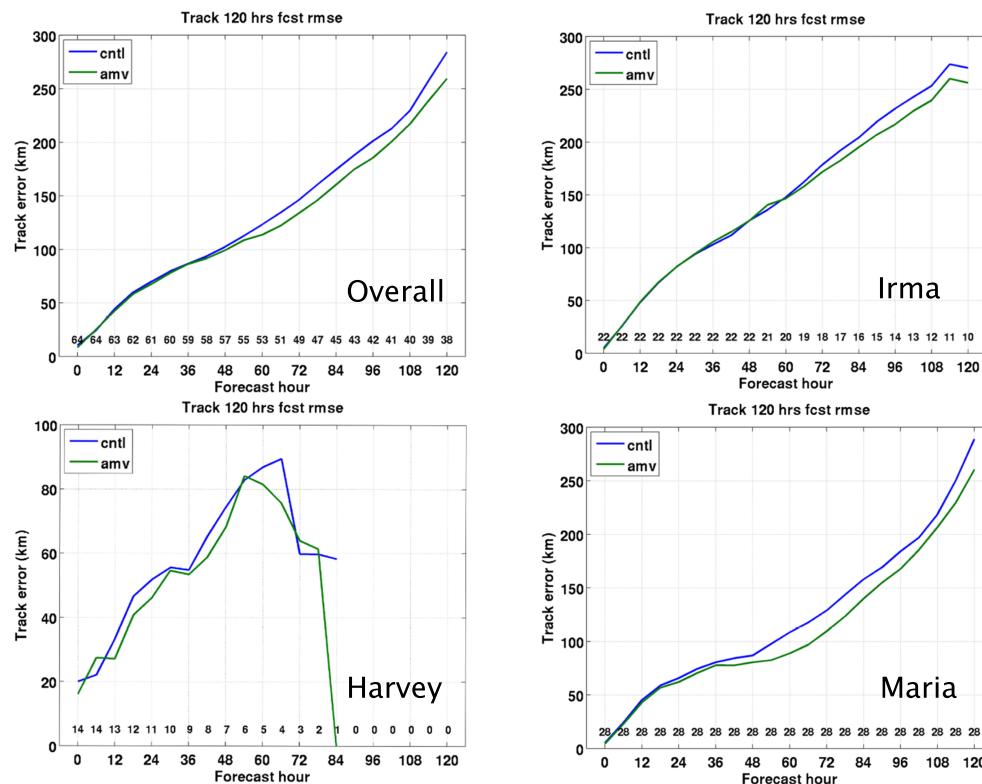 Track 120 hrs fcst rmse
300
250
200
150
100
50
0
Track error (km)
cntl
amv
Overall
64 64 63 62 61 60 59 58 57 55 53 51 49 47 45 43 42 41 40 39 38
0 12 24 36 48 60 72 84 96 108 120
Forecast hour
Track 120 hrs fcst rmse
300
250
200
150
100
50
0
Track error (km)
cntl
amv
Irma
22 22 22 22 22 22 22 22 22 21 20 19 18 17 16 15 14 13 12 11 10
0 12 24 36 48 60 72 84 96 108 120
Forecast hour
Track 120 hrs fcst rmse
100
80
60
40
20
0
Track error (km)
cntl
amv
Harvey
14 14 13 12 11 10 9 8 7 6 5 4 3 2 1 0 0 0 0 0 0
0 12 24 36 48 60 72 84 96 108 120
Forecast hour
Track 120 hrs fcst rmse
300
250
200
150
100
50
0
Track error (km)
cntl
amv
Maria
28 28 28 28 28 28 28 28 28 28 28 28 28 28 28 28 28 28 28 28 28
0 12 24 36 48 60 72 84 96 108 120
Forecast hour